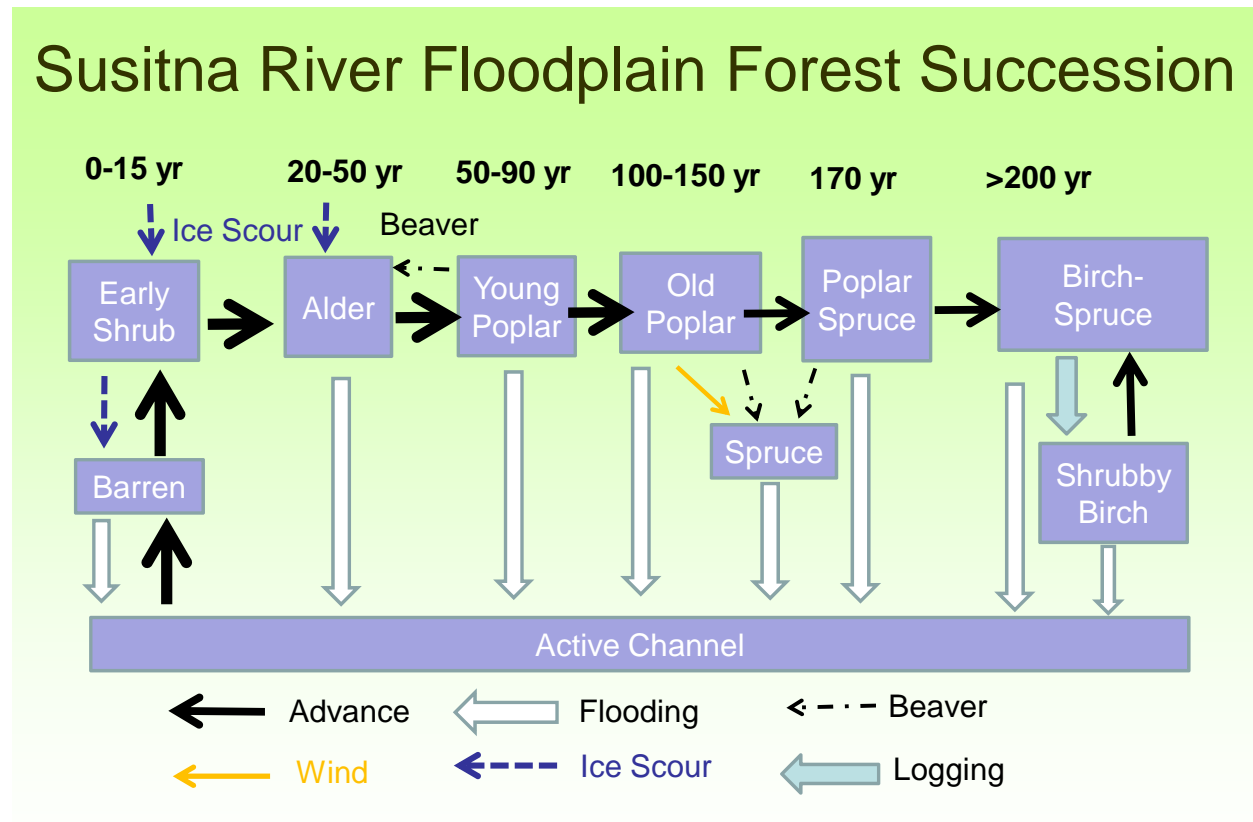 Susitna River Floodplain Forest Succession
0-15 yr
20-50 yr
50-90 yr
100-150 yr
170 yr
>200 yr
Ice Scour
Beaver
Early
Shrub
Alder
Young
Poplar
Old
Poplar
Poplar
Spruce
Birch-
Spruce
Barren
Spruce
Shrubby
Birch
Active Channel
Advance
Flooding
Beaver
Wind
Ice Scour
Logging